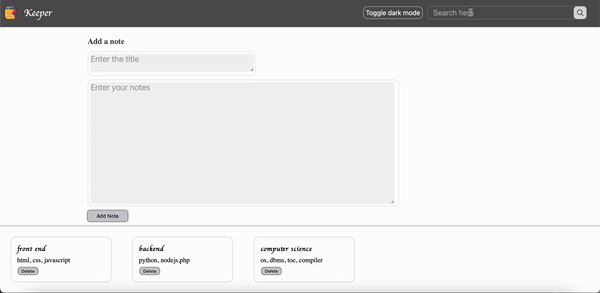 Keeper
Toggle dark mode
Search here
Add a note
Enter the title
Enter your notes
Add Note
front end
html, css, javascript
Delete
backend
python, nodejs.php
Delete
computer science
os, dbms, toc, compiler
Delete